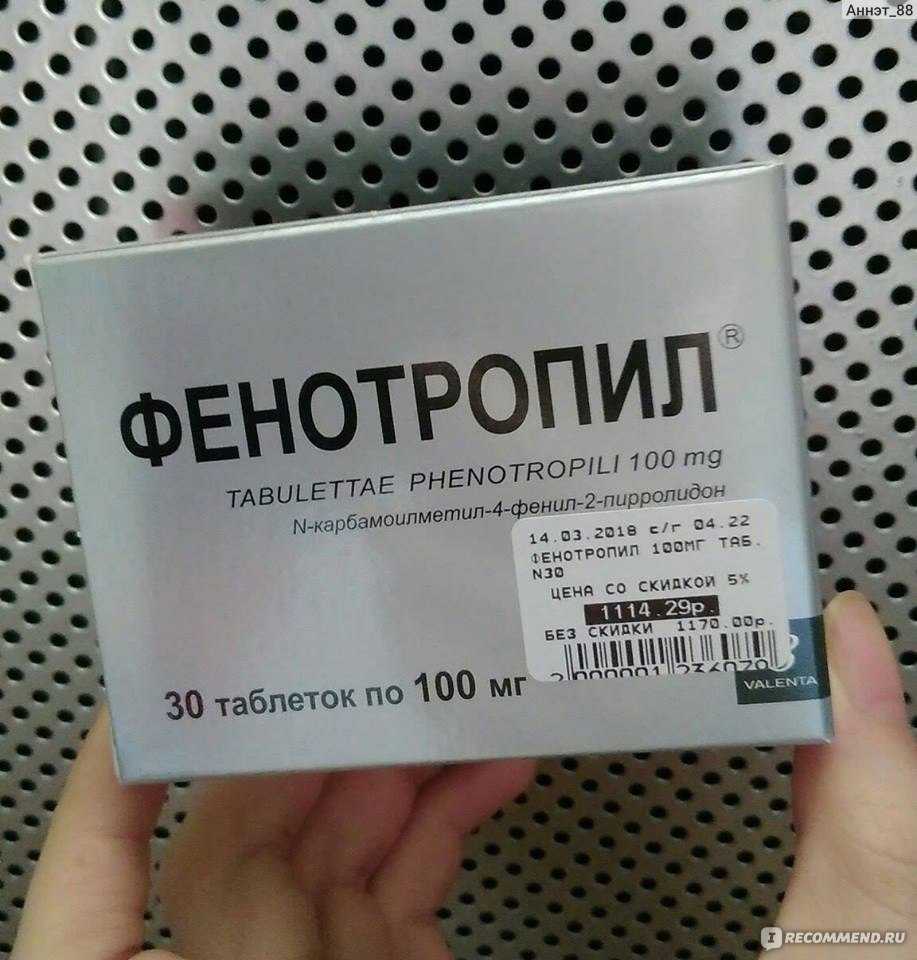 Аннэт_88
ФЕНОТРОПИЛ®
TABULETTAE PHENOTROPILI 100 mg
N-карбамоилметил-4-фенил-2-пирролидон
14.03.2018 с/г 04.22
ФЕНОТРОПИЛ 100МГ ТАБ.
N30
ЦЕНА СО СКИДКОЙ 5%
1114.29р.
БЕЗ СКИДКИ 1170.00р.
30 таблеток по 100 мг
VALENTA
IRECOMMEND.RU